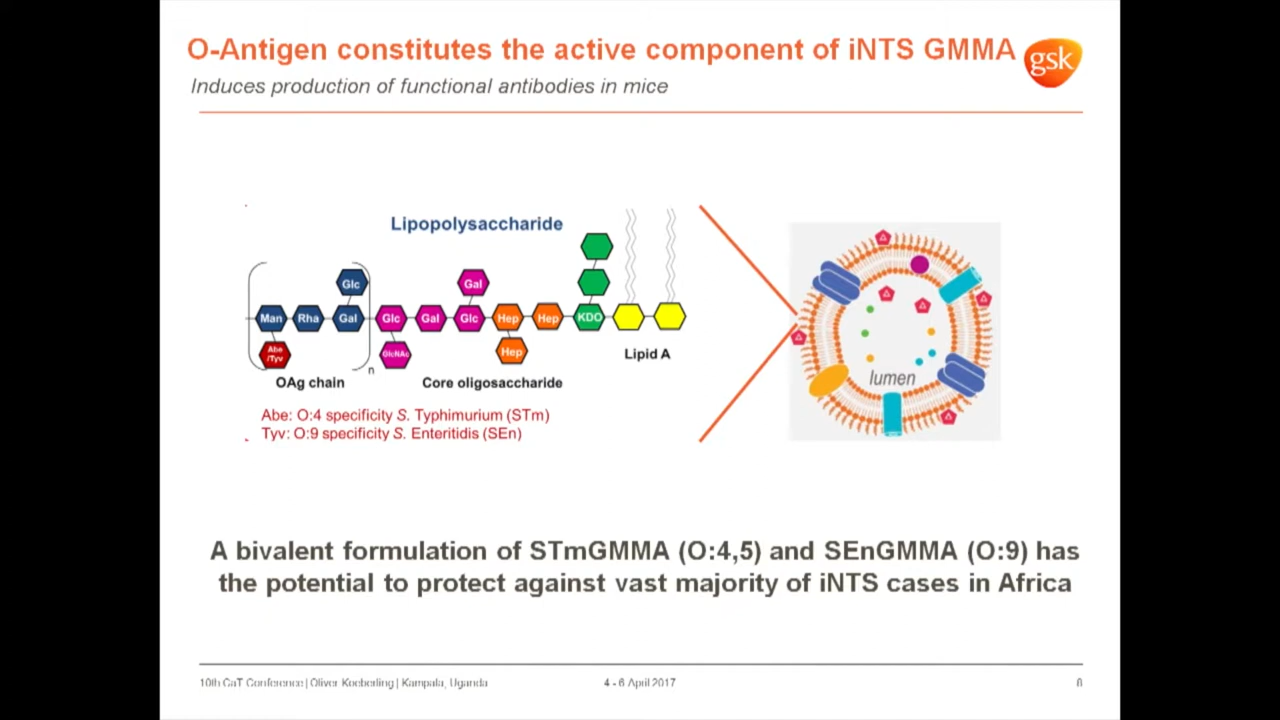 O-Antigen constitutes the active component of iNTS GMMA
gsk
Induces production of functional antibodies in mice
Lipopolysaccharide
Glc
Gal
Man Rha Gal Glc Gal Glc Hep Hep KDO
Abe
/Tyv
GlcNAc
Hep
Lipid A
n
OAg chain
Core oligosaccharide
Abe: O:4 specificity S. Typhimurium (STm)
Tyv: O:9 specificity S. Enteritidis (SEn)
lumen
A bivalent formulation of STmGMMA (O:4,5) and SEnGMMA (O:9) has
the potential to protect against vast majority of iNTS cases in Africa
10th CaT Conference | Oliver Koeberling | Kampala, Uganda
4 - 6 April 2017